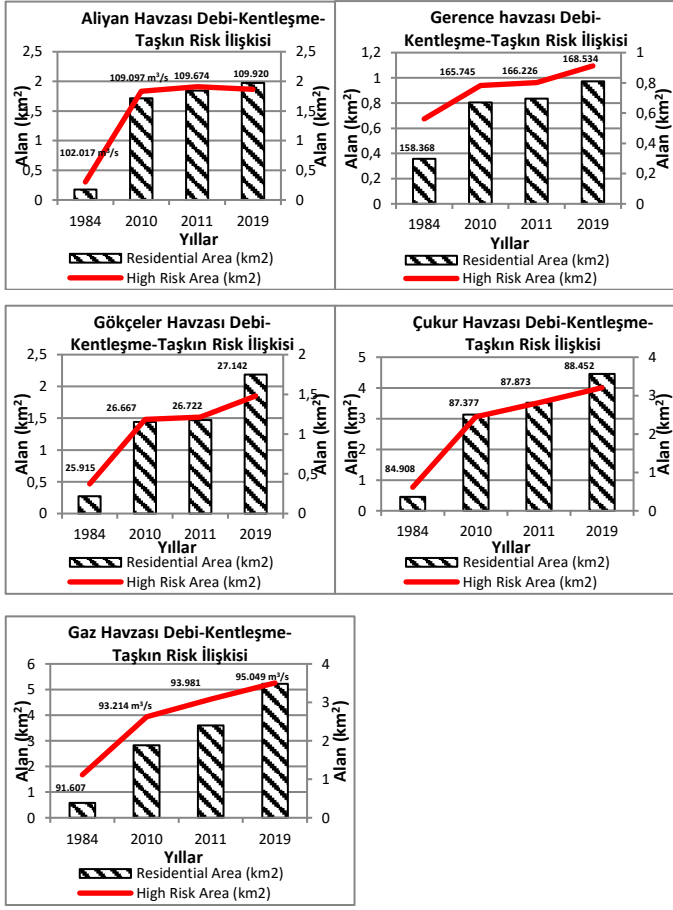 Aliyan Havzası Debi-Kentleşme-
Taşkın Risk İlişkisi
2,5
2
1,5
1
0,5
0
Alan (km²)
2,5
2
1,5
1
0,5
0
Alan (km²)
102.017 m³/s
109.097 m³/s
109.674
109.920
1984 2010 2011 2019
Yıllar
Residential Area (km2)
High Risk Area (km2)
Gerence havzası Debi-
Kentleşme-Taşkın Risk İlişkisi
1,2
1
0,8
0,6
0,4
0,2
0
Alan (km²)
1
0,8
0,6
0,4
0,2
0
Alan (km²)
158.368
165.745
166.226
168.534
1984 2010 2011 2019
Yıllar
Residential Area (km2)
High Risk Area (km2)
Gökçeler Havzası Debi-
Kentleşme-Taşkın Risk İlişkisi
2,5
2
1,5
1
0,5
0
Alan (km²)
2
1,5
1
0,5
0
Alan (km²)
25.915
26.667
26.722
27.142
1984 2010 2011 2019
Yıllar
Residential Area (km2)
High Risk Area (km2)
Çukur Havzası Debi-Kentleşme-
Taşkın Risk İlişkisi
5
4
3
2
1
0
Alan (km²)
4
3
2
1
0
Alan (km²)
84.908
87.377
87.873
88.452
1984 2010 2011 2019
Yıllar
Residential Area (km2)
High Risk Area (km2)
Gaz Havzası Debi-Kentleşme-
Taşkın Risk İlişkisi
6
5
4
3
2
1
0
Alan (km²)
4
3
2
1
0
Alan (km²)
91.607
93.214 m³/s
93.981
95.049 m³/s
1984 2010 2011 2019
Yıllar
Residential Area (km2)
High Risk Area (km2)